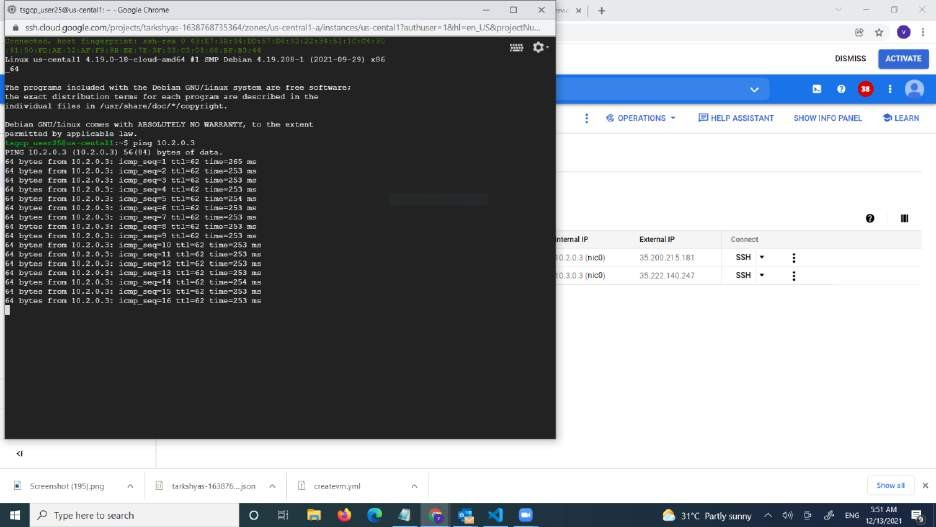 tsgcp_user25@us-cental1: ~ - Google Chrome
ssh.cloud.google.com/projects/tarkshyas-1638768735364/zones/us-central1-a/instances/us-cental1?authuser=1&hl=en_US&projectNu...
Connected, host fingerprint: ssh-rsa 0
Linux us-cental1 4.19.0-18-cloud-amd64 #1 SMP Debian 4.19.208-1 (2021-09-29) x86
_64
The programs included with the Debian GNU/Linux system are free software;
the exact distribution terms for each program are described in the
individual files in /usr/share/doc/*/copyright.
Debian GNU/Linux comes with ABSOLUTELY NO WARRANTY, to the extent
permitted by applicable law.
tsgcp_user25@us-cental1:~$ ping 10.2.0.3
PING 10.2.0.3 (10.2.0.3) 56(84) bytes of data.
64 bytes from 10.2.0.3: icmp_seq=1 ttl=62 time=265 ms
64 bytes from 10.2.0.3: icmp_seq=2 ttl=62 time=253 ms
64 bytes from 10.2.0.3: icmp_seq=3 ttl=62 time=253 ms
64 bytes from 10.2.0.3: icmp_seq=4 ttl=62 time=253 ms
64 bytes from 10.2.0.3: icmp_seq=5 ttl=62 time=254 ms
64 bytes from 10.2.0.3: icmp_seq=6 ttl=62 time=253 ms
64 bytes from 10.2.0.3: icmp_seq=7 ttl=62 time=253 ms
64 bytes from 10.2.0.3: icmp_seq=8 ttl=62 time=253 ms
64 bytes from 10.2.0.3: icmp_seq=9 ttl=62 time=253 ms
64 bytes from 10.2.0.3: icmp_seq=10 ttl=62 time=253 ms
64 bytes from 10.2.0.3: icmp_seq=11 ttl=62 time=253 ms
64 bytes from 10.2.0.3: icmp_seq=12 ttl=62 time=253 ms
64 bytes from 10.2.0.3: icmp_seq=13 ttl=62 time=253 ms
64 bytes from 10.2.0.3: icmp_seq=14 ttl=62 time=254 ms
64 bytes from 10.2.0.3: icmp_seq=15 ttl=62 time=253 ms
64 bytes from 10.2.0.3: icmp_seq=16 ttl=62 time=253 ms
DISMISS ACTIVATE
38
OPERATIONS HELP ASSISTANT SHOW INFO PANEL LEARN
Internal IP External IP Connect
10.2.0.3 (nic0) 35.200.215.181 SSH
10.3.0.3 (nic0) 35.222.140.247 SSH
Screenshot (195).png tarkshyas-163876....json createvm.yml Show all
Type here to search
31°C Partly sunny ENG 5:51 AM
12/13/2021 9